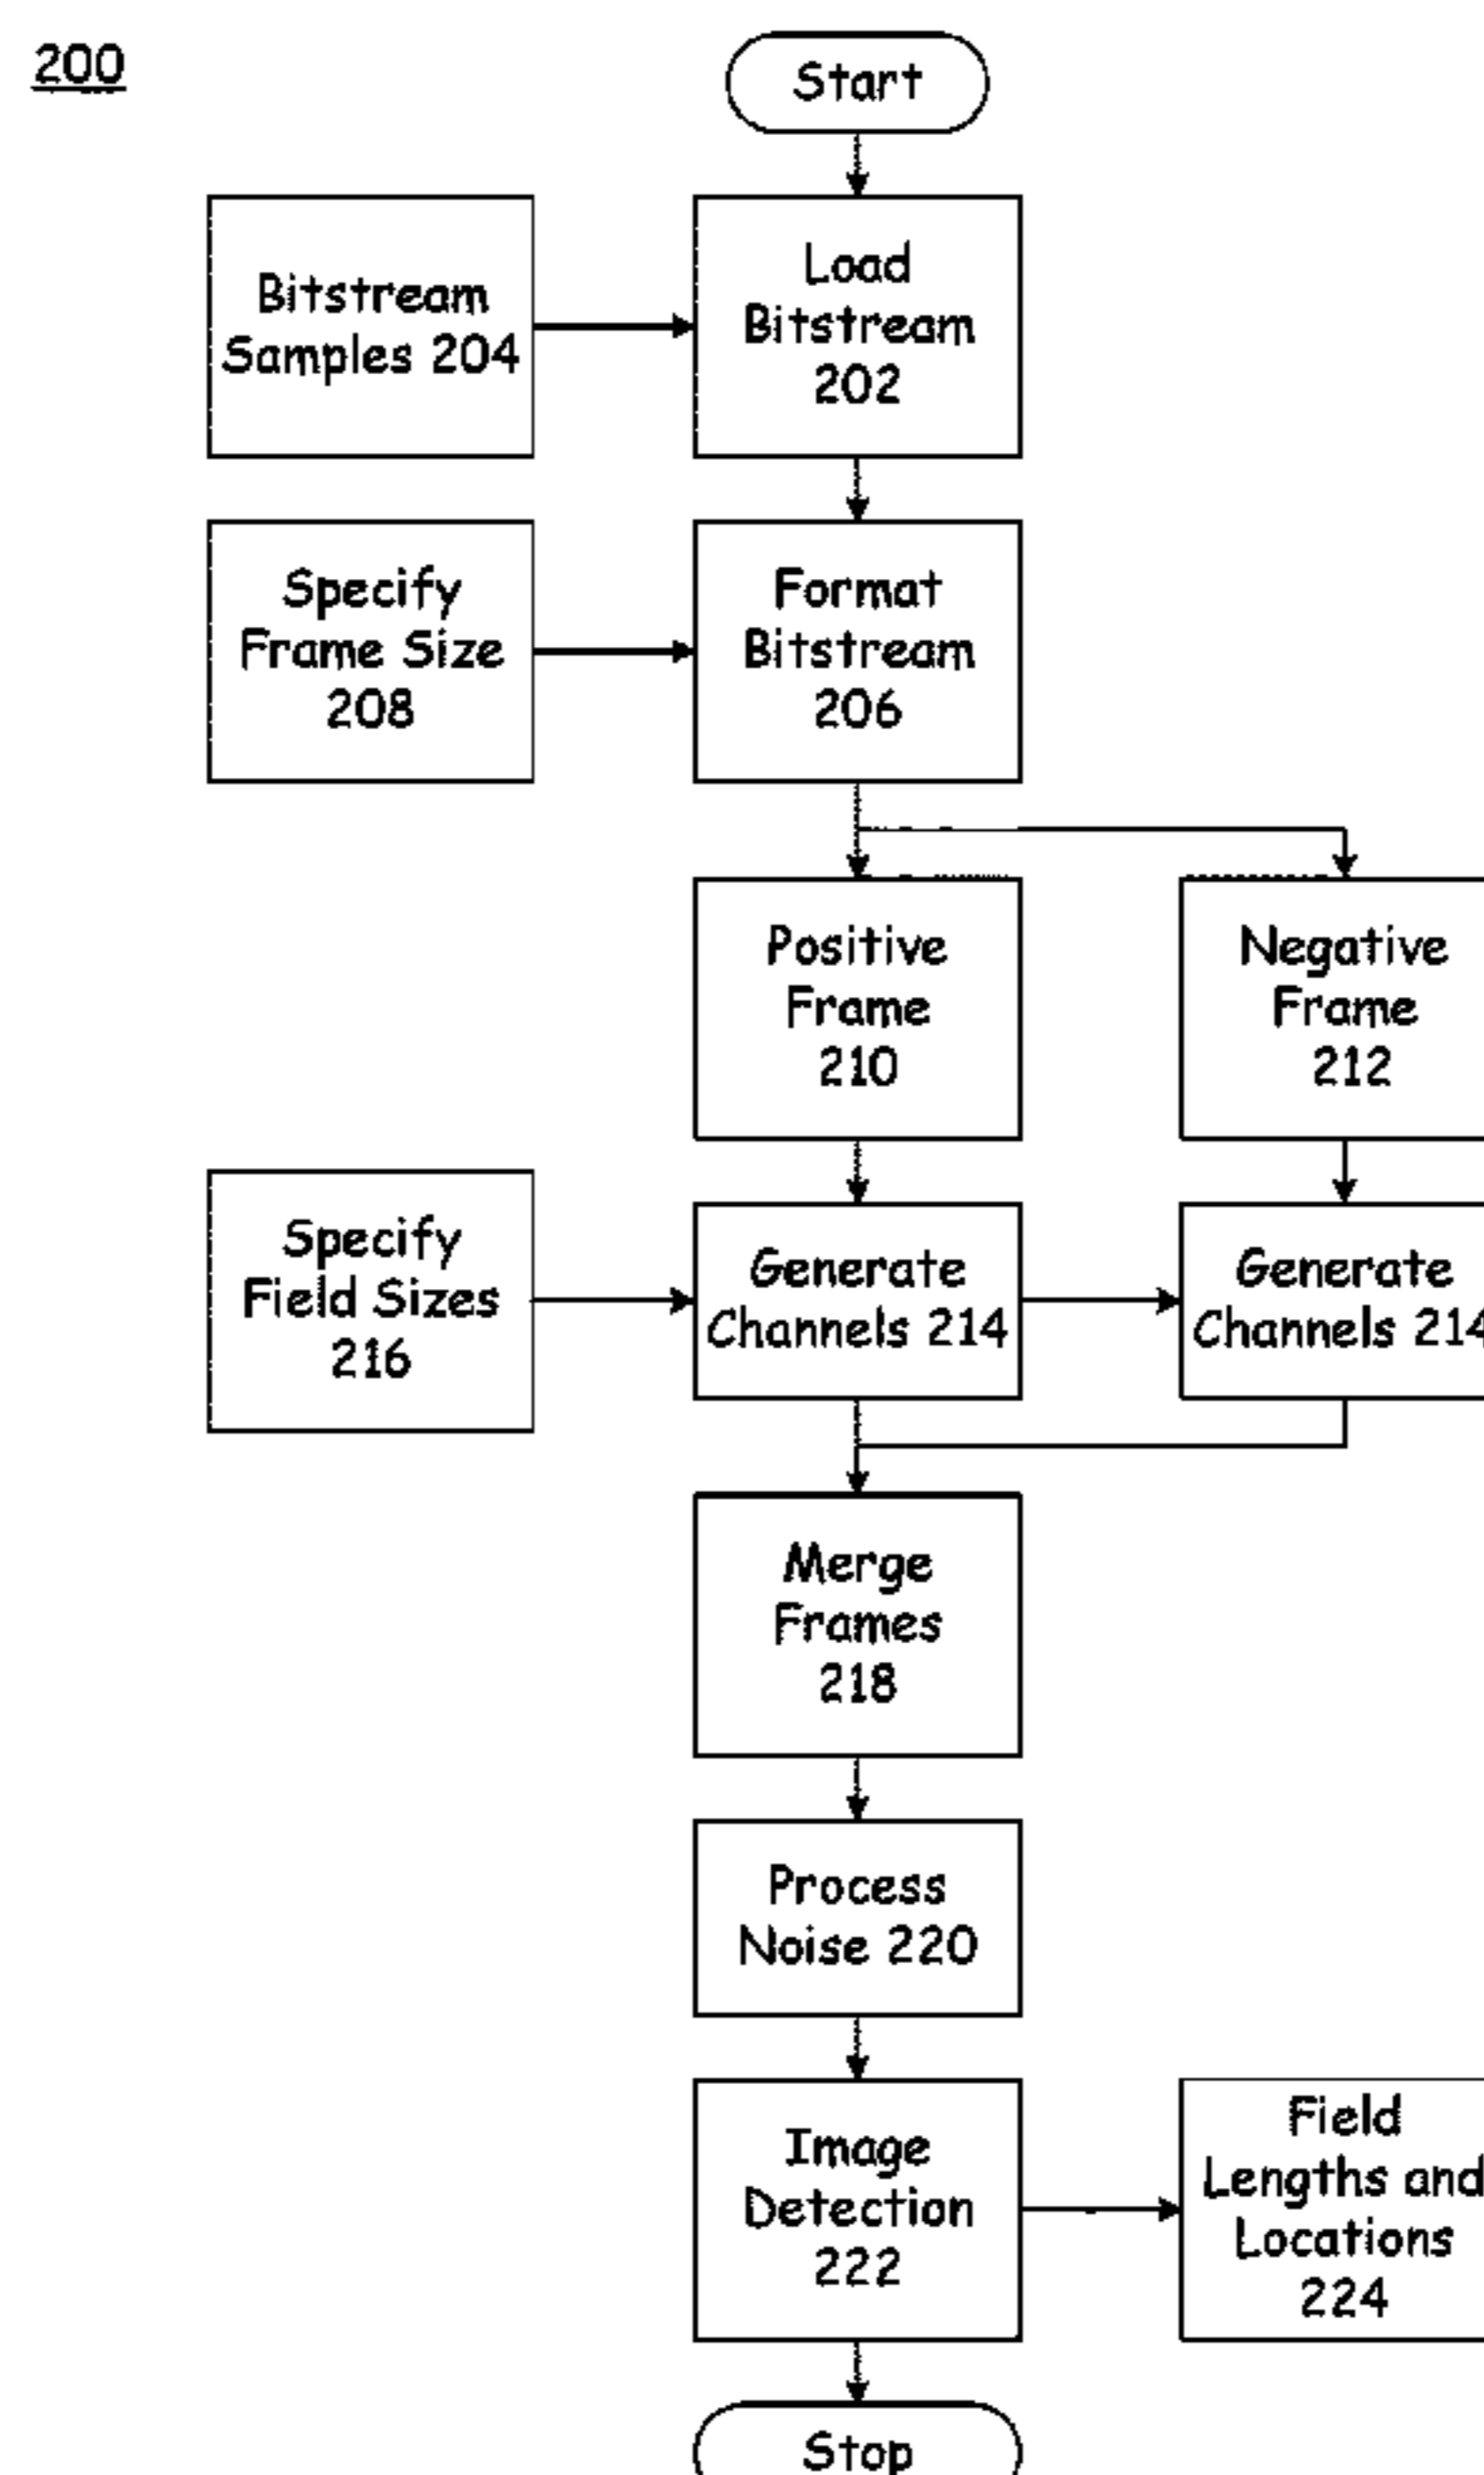 200
Start
Bitstream
Samples 204
Load
Bitstream
202
Specify
Frame Size
208
Format
Bitstream
206
Positive
Frame
210
Negative
Frame
212
Specify
Field Sizes
216
Generate
Channels 214
Generate
Channels 214
Merge
Frames
218
Process
Noise 220
Image
Detection
222
Field
Lengths and
Locations
224
Stop